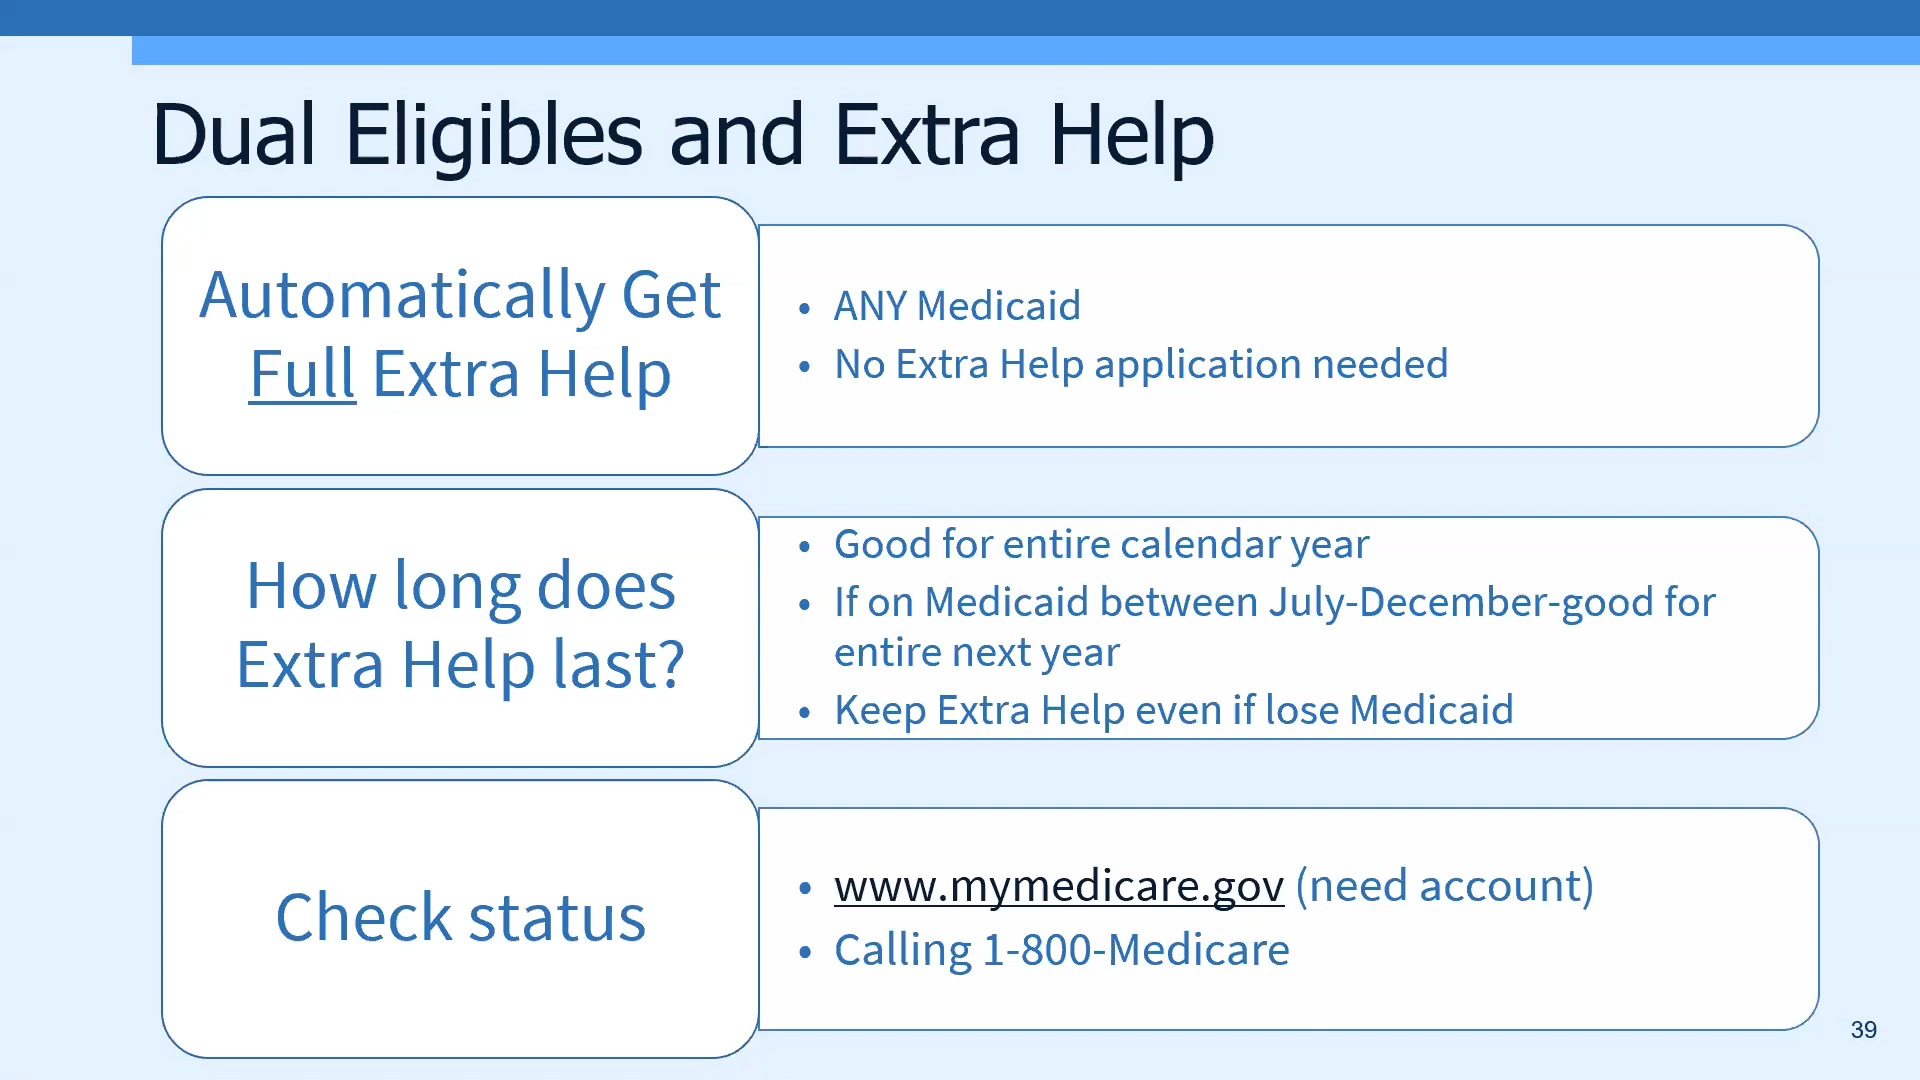 Dual Eligibles and Extra Help
Automatically Get
Full Extra Help
• ANY Medicaid
• No Extra Help application needed
How long does
Extra Help last?
• Good for entire calendar year
• If on Medicaid between July-December-good for
entire next year
• Keep Extra Help even if lose Medicaid
Check status
• www.mymedicare.gov (need account)
• Calling 1-800-Medicare
39